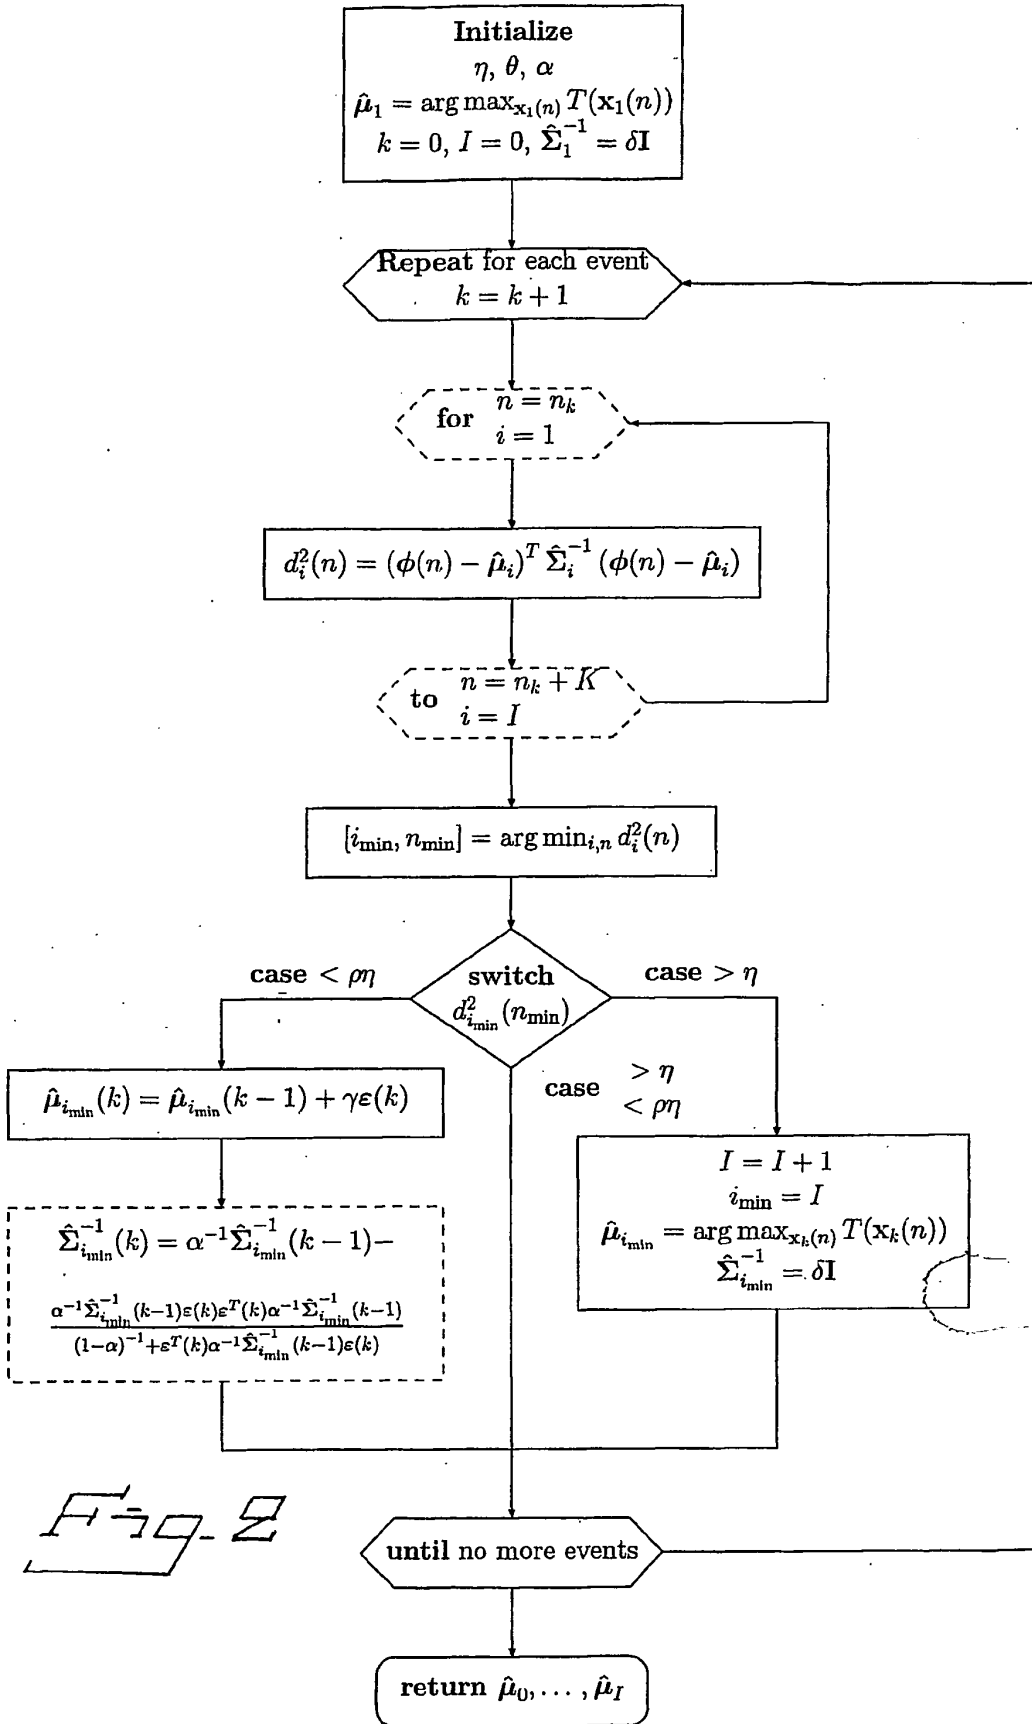 Initialize
η, θ, α
μ̂₁ = arg max_{x₁(n)} T(x₁(n))
k = 0, I = 0, Σ̂₁⁻¹ = δI
Repeat for each event
k = k + 1
for n = n_k
i = 1
d_i²(n) = (ϕ(n) − μ̂_i)^T Σ̂_i⁻¹ (ϕ(n) − μ̂_i)
to n = n_k + K
i = I
[i_min, n_min] = arg min_{i,n} d_i²(n)
case < ρη
switch
d²_{i_min}(n_min)
case > η
case > η
< ρη
μ̂_{i_min}(k) = μ̂_{i_min}(k − 1) + γε(k)
Σ̂⁻¹_{i_min}(k) = α⁻¹Σ̂⁻¹_{i_min}(k − 1)−
α⁻¹Σ̂⁻¹_{i_min}(k−1)ε(k)ε^T(k)α⁻¹Σ̂⁻¹_{i_min}(k−1)
(1−α)⁻¹+ε^T(k)α⁻¹Σ̂⁻¹_{i_min}(k−1)ε(k)
I = I + 1
i_min = I
μ̂_{i_min} = arg max_{x_k(n)} T(x_k(n))
Σ̂⁻¹_{i_min} = δI
Fig. 2
until no more events
return μ̂₀, . . . , μ̂_I